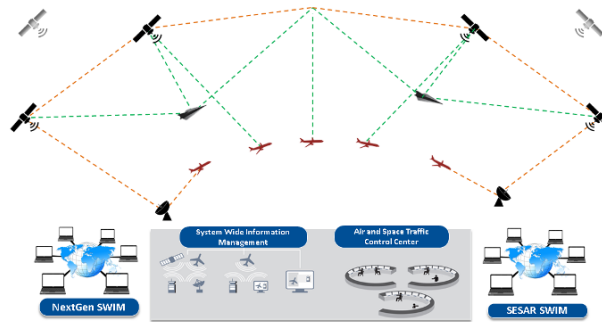 System Wide Information
Management
Air and Space Traffic
Control Center
NextGen SWIM
SESAR SWIM